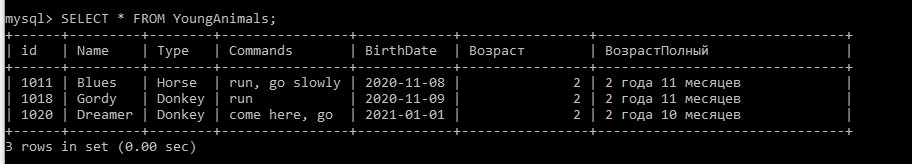 mysql> SELECT * FROM YoungAnimals;
+------+---------+--------+----------------+------------+----------------+--------------------------------+
| id   | Name    | Type   | Commands       | BirthDate  | Возраст        | ВозрастПолный                  |
+------+---------+--------+----------------+------------+----------------+--------------------------------+
| 1011 | Blues   | Horse  | run, go slowly | 2020-11-08 |              2 | 2 года 11 месяцев              |
| 1018 | Gordy   | Donkey | run            | 2020-11-09 |              2 | 2 года 11 месяцев              |
| 1020 | Dreamer | Donkey | come here, go  | 2021-01-01 |              2 | 2 года 10 месяцев              |
+------+---------+--------+----------------+------------+----------------+--------------------------------+
3 rows in set (0.00 sec)